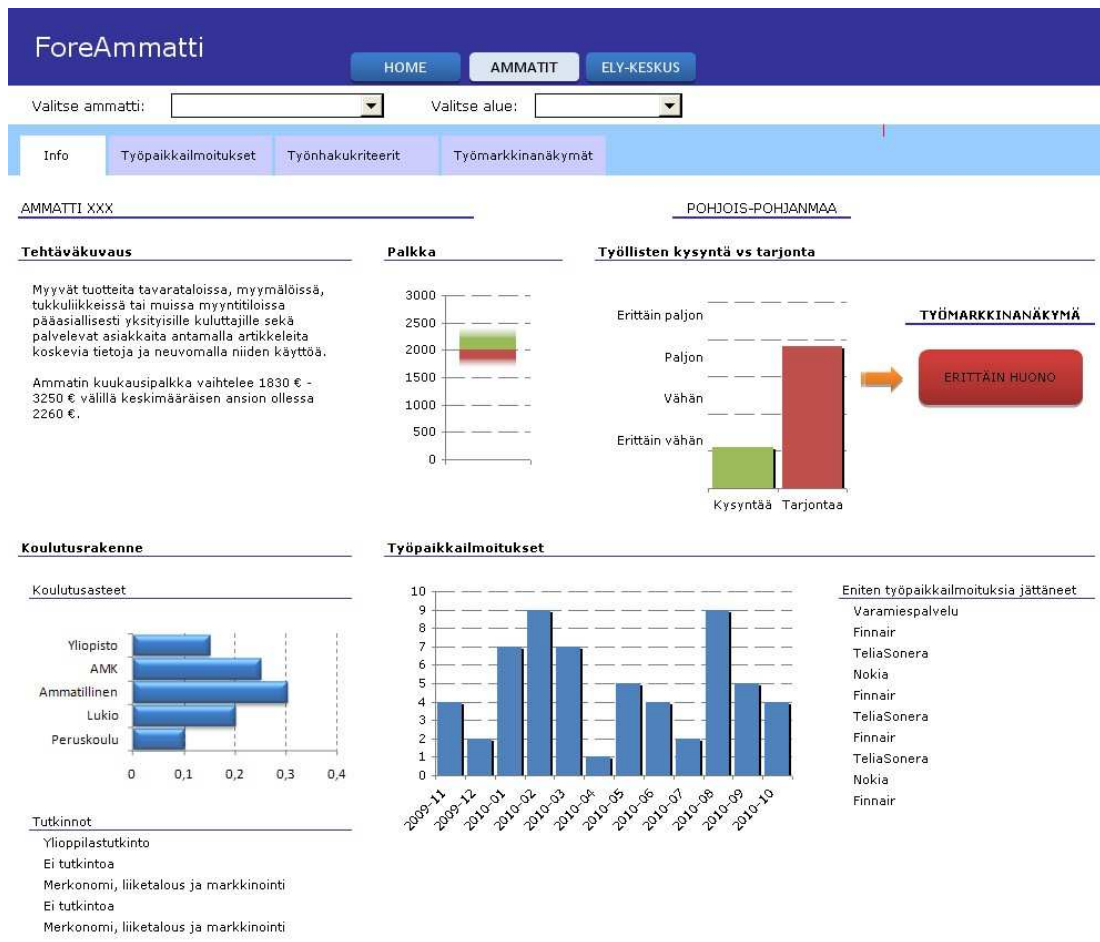 ForeAmmatti
HOME
AMMATIT
ELY-KESKUS
Valitse ammatti:
Valitse alue:
Info
Työpaikkailmoitukset
Työnhakukriteerit
Työmarkkinanäkymät
AMMATTI XXX
POHJOIS-POHJANMAA
Tehtäväkuvaus
Myyvät tuotteita tavarataloissa, myymälöissä,
tukkuliikkeissä tai muissa myyntitiloissa
pääasiallisesti yksityisille kuluttajille sekä
palvelevat asiakkaita antamalla artikkeleita
koskevia tietoja ja neuvomalla niiden käyttöä.
Ammatin kuukausipalkka vaihtelee 1830 € -
3250 € välillä keskimääräisen ansion ollessa
2260 €.
Palkka
3000
2500
2000
1500
1000
500
0
Työllisten kysyntä vs tarjonta
Erittäin paljon
Paljon
Vähän
Erittäin vähän
Kysyntää Tarjontaa
TYÖMARKKINANÄKYMÄ
ERITTÄIN HUONO
Koulutusrakenne
Koulutusasteet
Yliopisto
AMK
Ammatillinen
Lukio
Peruskoulu
0 0,1 0,2 0,3 0,4
Tutkinnot
Ylioppilastutkinto
Ei tutkintoa
Merkonomi, liiketalous ja markkinointi
Ei tutkintoa
Merkonomi, liiketalous ja markkinointi
Työpaikkailmoitukset
10
9
8
7
6
5
4
3
2
1
0
2009-11 2009-12 2010-01 2010-02 2010-03 2010-04 2010-05 2010-06 2010-07 2010-08 2010-09 2010-10
Eniten työpaikkailmoituksia jättäneet
Varamiespalvelu
Finnair
TeliaSonera
Nokia
Finnair
TeliaSonera
Finnair
TeliaSonera
Nokia
Finnair